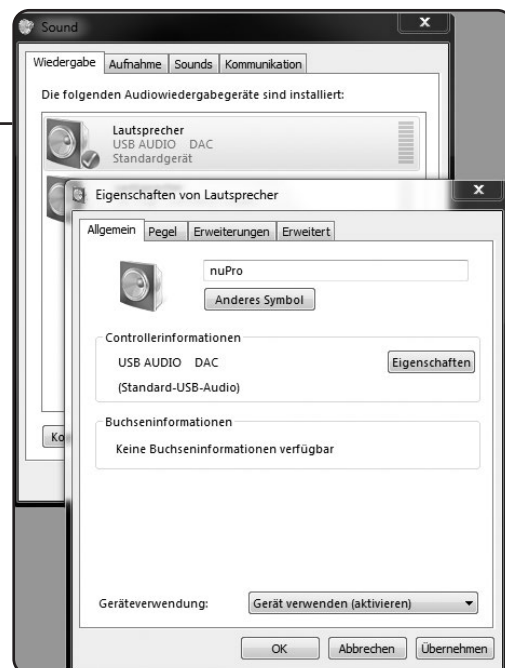 Sound
x
Wiedergabe Aufnahme Sounds Kommunikation
Die folgenden Audiowiedergabegeräte sind installiert:
Lautsprecher
USB AUDIO DAC
Standardgerät
Eigenschaften von Lautsprecher
x
Allgemein Pegel Erweiterungen Erweitert
nuPro
Anderes Symbol
Controllerinformationen
USB AUDIO DAC
Eigenschaften
(Standard-USB-Audio)
Buchseninformationen
Keine Buchseninformationen verfügbar
Ko
Geräteverwendung: Gerät verwenden (aktivieren)
OK Abbrechen Übernehmen